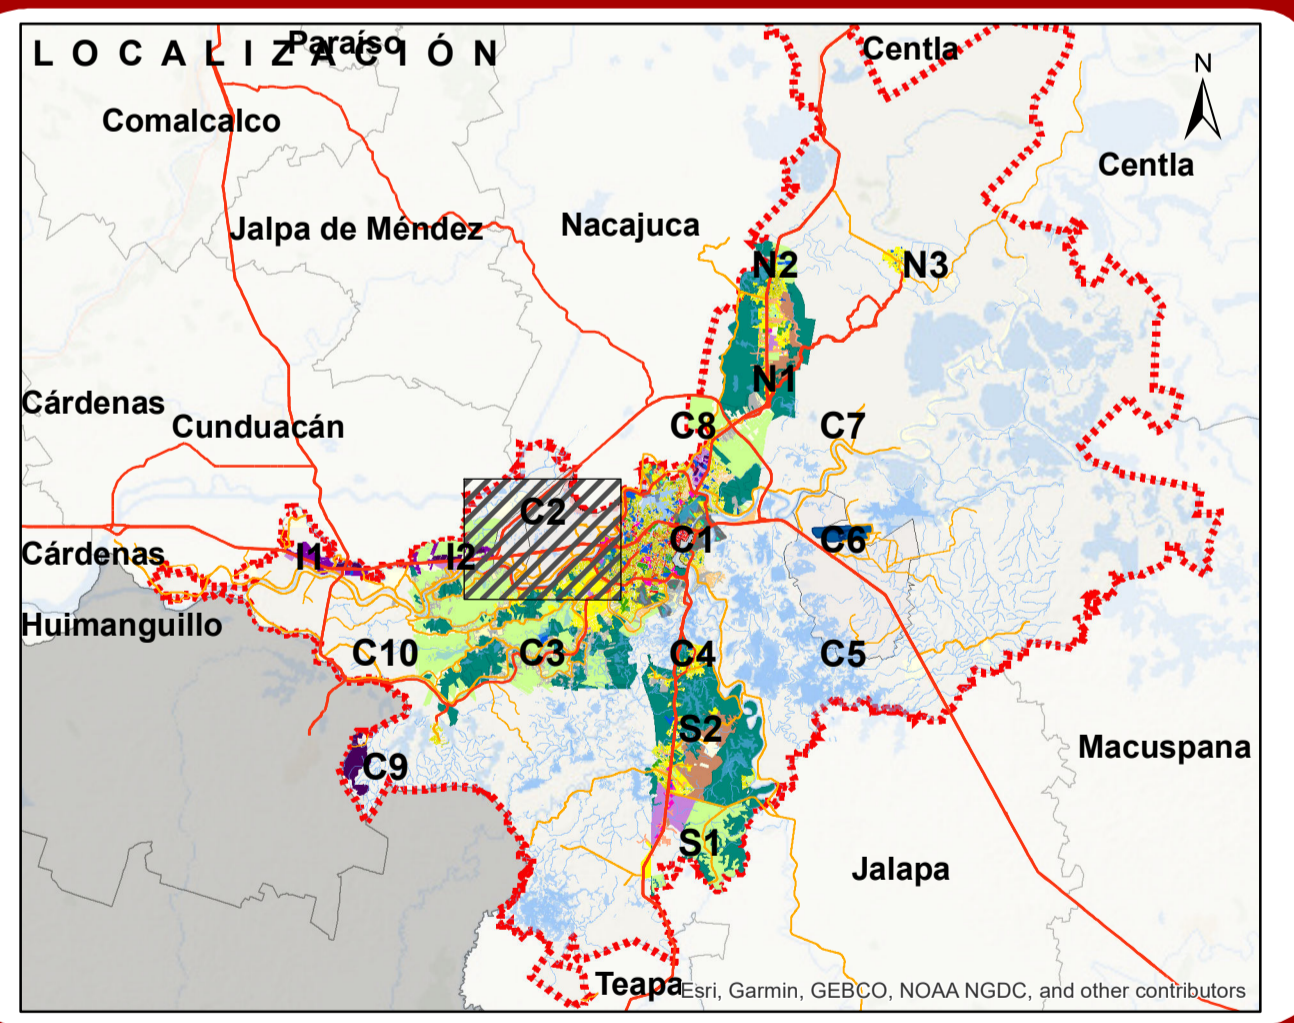 LOCALIZACIÓN
Paraíso
Centla
N
Comalcalco
Centla
Jalpa de Méndez
Nacajuca
N2
N3
N1
Cárdenas
Cunduacán
C8
C7
C2
C1
C6
Cárdenas
I1
I2
Huimanguillo
C10
C3
C4
C5
S2
Macuspana
C9
S1
Jalapa
Teapa
Esri, Garmin, GEBCO, NOAA NGDC, and other contributors